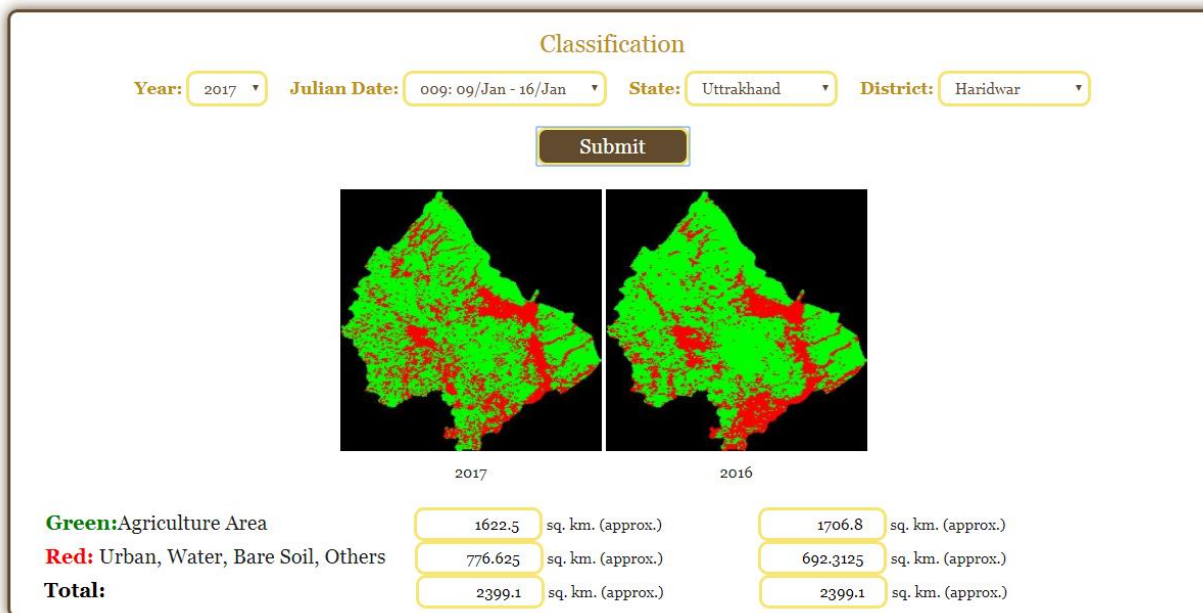 Classification
Year: 2017 Julian Date: 009: 09/Jan - 16/Jan State: Uttrakhand District: Haridwar
Submit
2017 2016
Green:Agriculture Area 1622.5 sq. km. (approx.) 1706.8 sq. km. (approx.)
Red: Urban, Water, Bare Soil, Others 776.625 sq. km. (approx.) 692.3125 sq. km. (approx.)
Total: 2399.1 sq. km. (approx.) 2399.1 sq. km. (approx.)